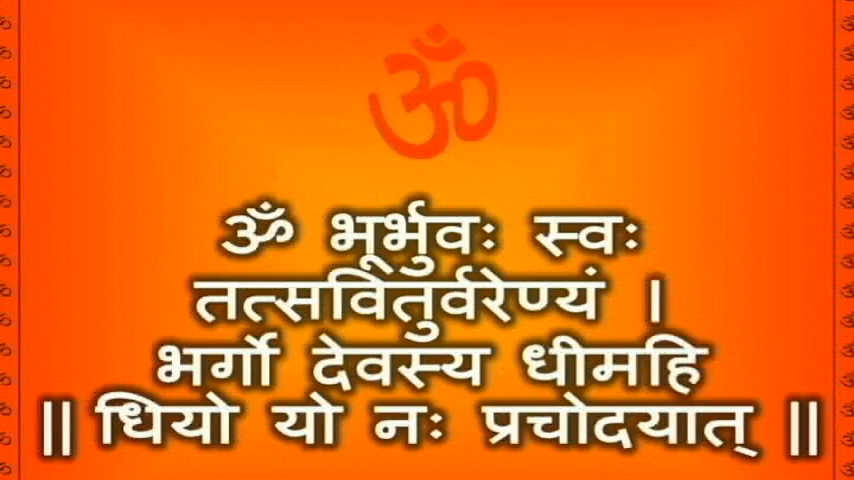 ॐ
ॐ भूर्भुवः स्वः
तत्सवितुर्वरेण्यं ।
भर्गो देवस्य धीमहि
|| धियो यो नः प्रचोदयात् ||